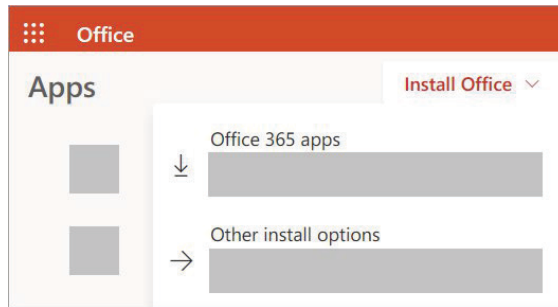 Office
Apps
Install Office
Office 365 apps
Other install options